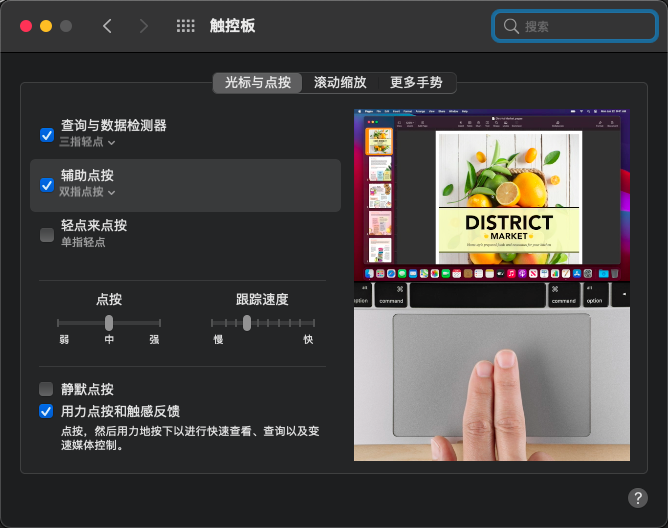 触控板
搜索
光标与点按
滚动缩放
更多手势
查询与数据检测器
三指轻点
辅助点按
双指点按
轻点来点按
单指轻点
点按
跟踪速度
弱
中
强
慢
快
静默点按
用力点按和触感反馈
点按，然后用力地按下以进行快速查看、查询以及变
速媒体控制。
DISTRICT
MARKET
alt
⌘
option
command
⌘
command
alt
option
?